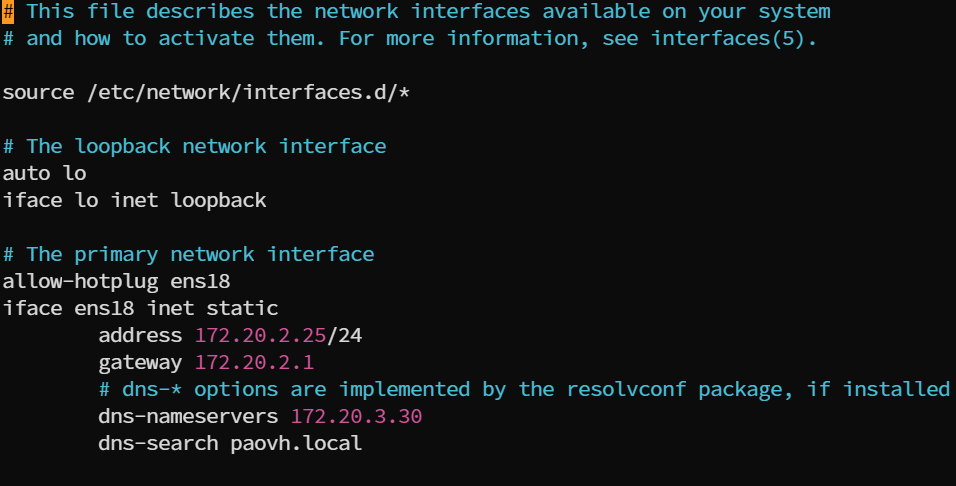 # This file describes the network interfaces available on your system
# and how to activate them. For more information, see interfaces(5).
source /etc/network/interfaces.d/*
# The loopback network interface
auto lo
iface lo inet loopback
# The primary network interface
allow-hotplug ens18
iface ens18 inet static
address 172.20.2.25/24
gateway 172.20.2.1
# dns-* options are implemented by the resolvconf package, if installed
dns-nameservers 172.20.3.30
dns-search paovh.local